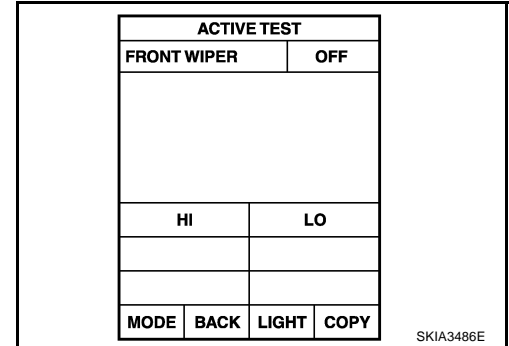 ACTIVE TEST
FRONT WIPER OFF
HI LO
MODE BACK LIGHT COPY
SKIA3486E